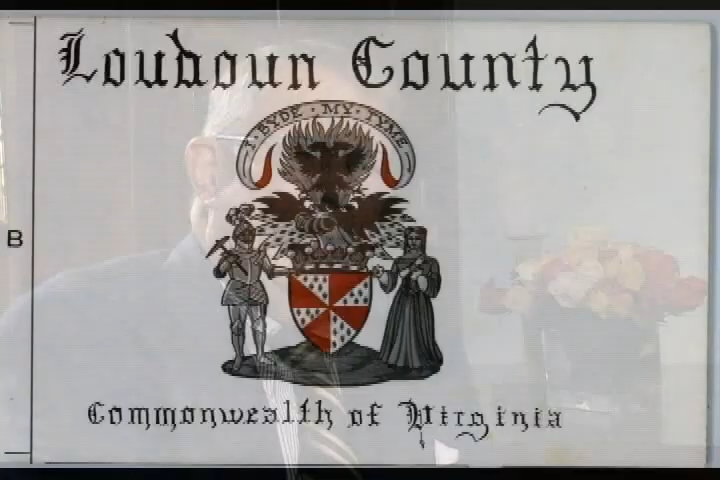 Loudoun County
I · BYDE · MY · TYME
B
Commonwealth of Virginia